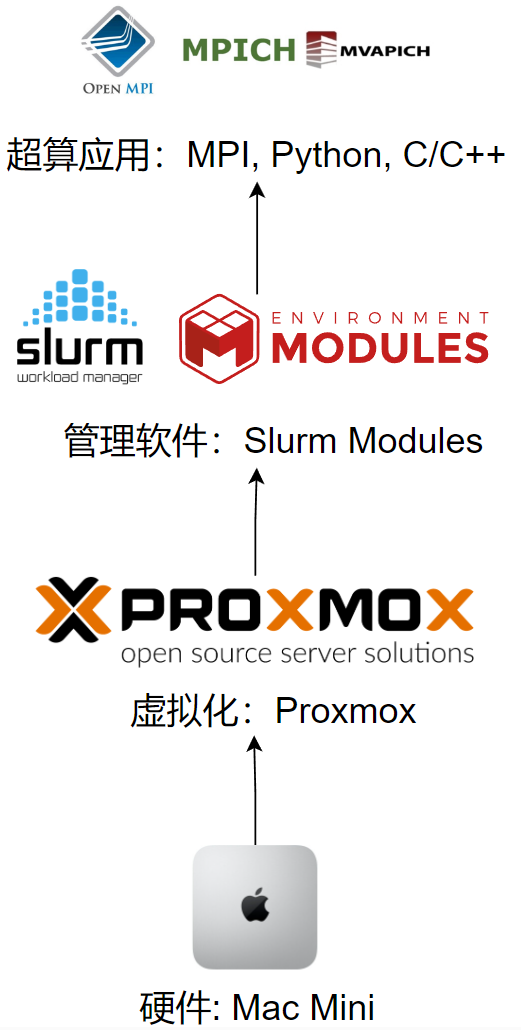 OPEN MPI
MPICH
MVAPICH
超算应用：MPI, Python, C/C++
slurm
workload manager
ENVIRONMENT
MODULES
管理软件：Slurm Modules
PROXMOX
open source server solutions
虚拟化：Proxmox
硬件: Mac Mini